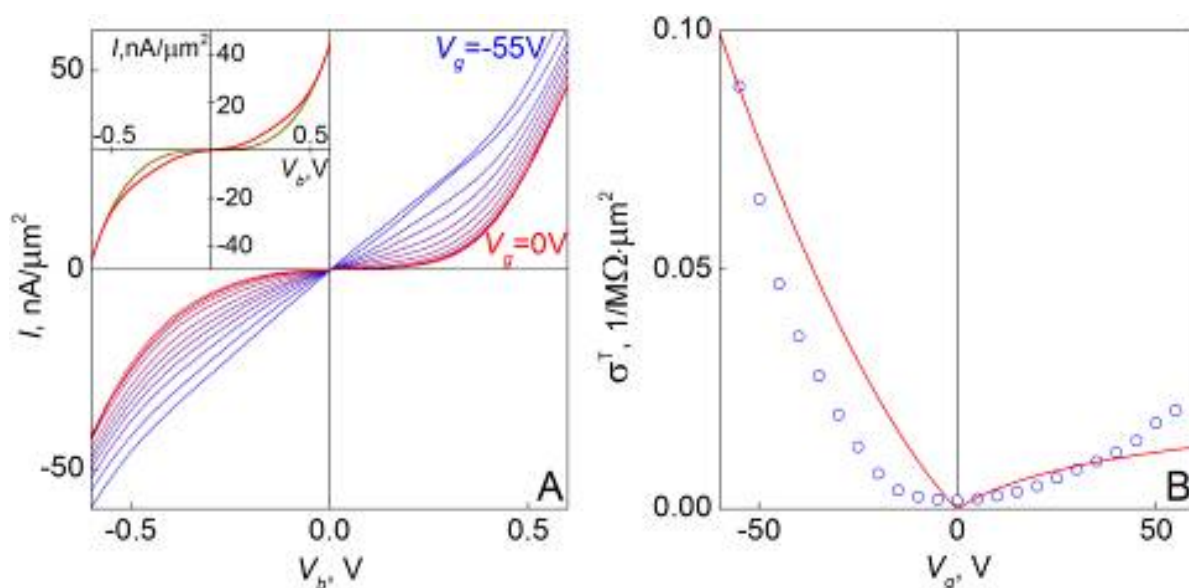 I, nA/μm²
50
0
-50
-0.5
0.0
0.5
V_b, V
V_g=-55V
V_g=0V
A
I,nA/μm²
40
20
-20
-40
-0.5
0.5
V_b, V
σ^T, 1/MΩ·μm²
0.10
0.05
0.00
-50
0
50
V_g, V
B